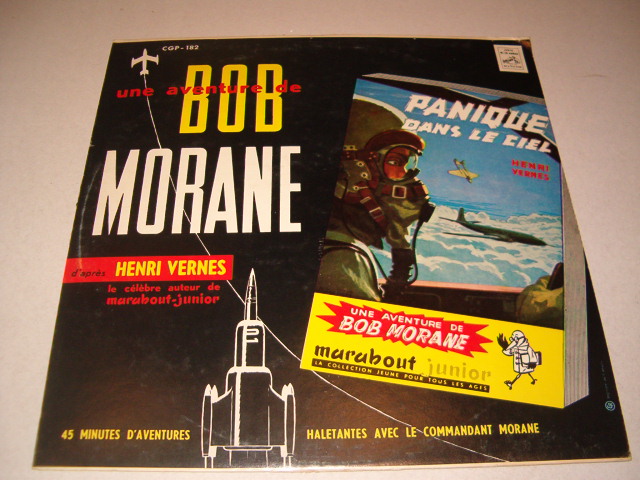 CGP-182
une aventure de
BOB
MORANE
d'après HENRI VERNES
le célèbre auteur de
marabout-junior
45 MINUTES D'AVENTURES
HALETANTES AVEC LE COMMANDANT MORANE
PANIQUE
DANS LE CIEL
HENRI
VERNES
UNE AVENTURE DE
BOB MORANE
marabout junior
LA COLLECTION JEUNE POUR TOUS LES AGES